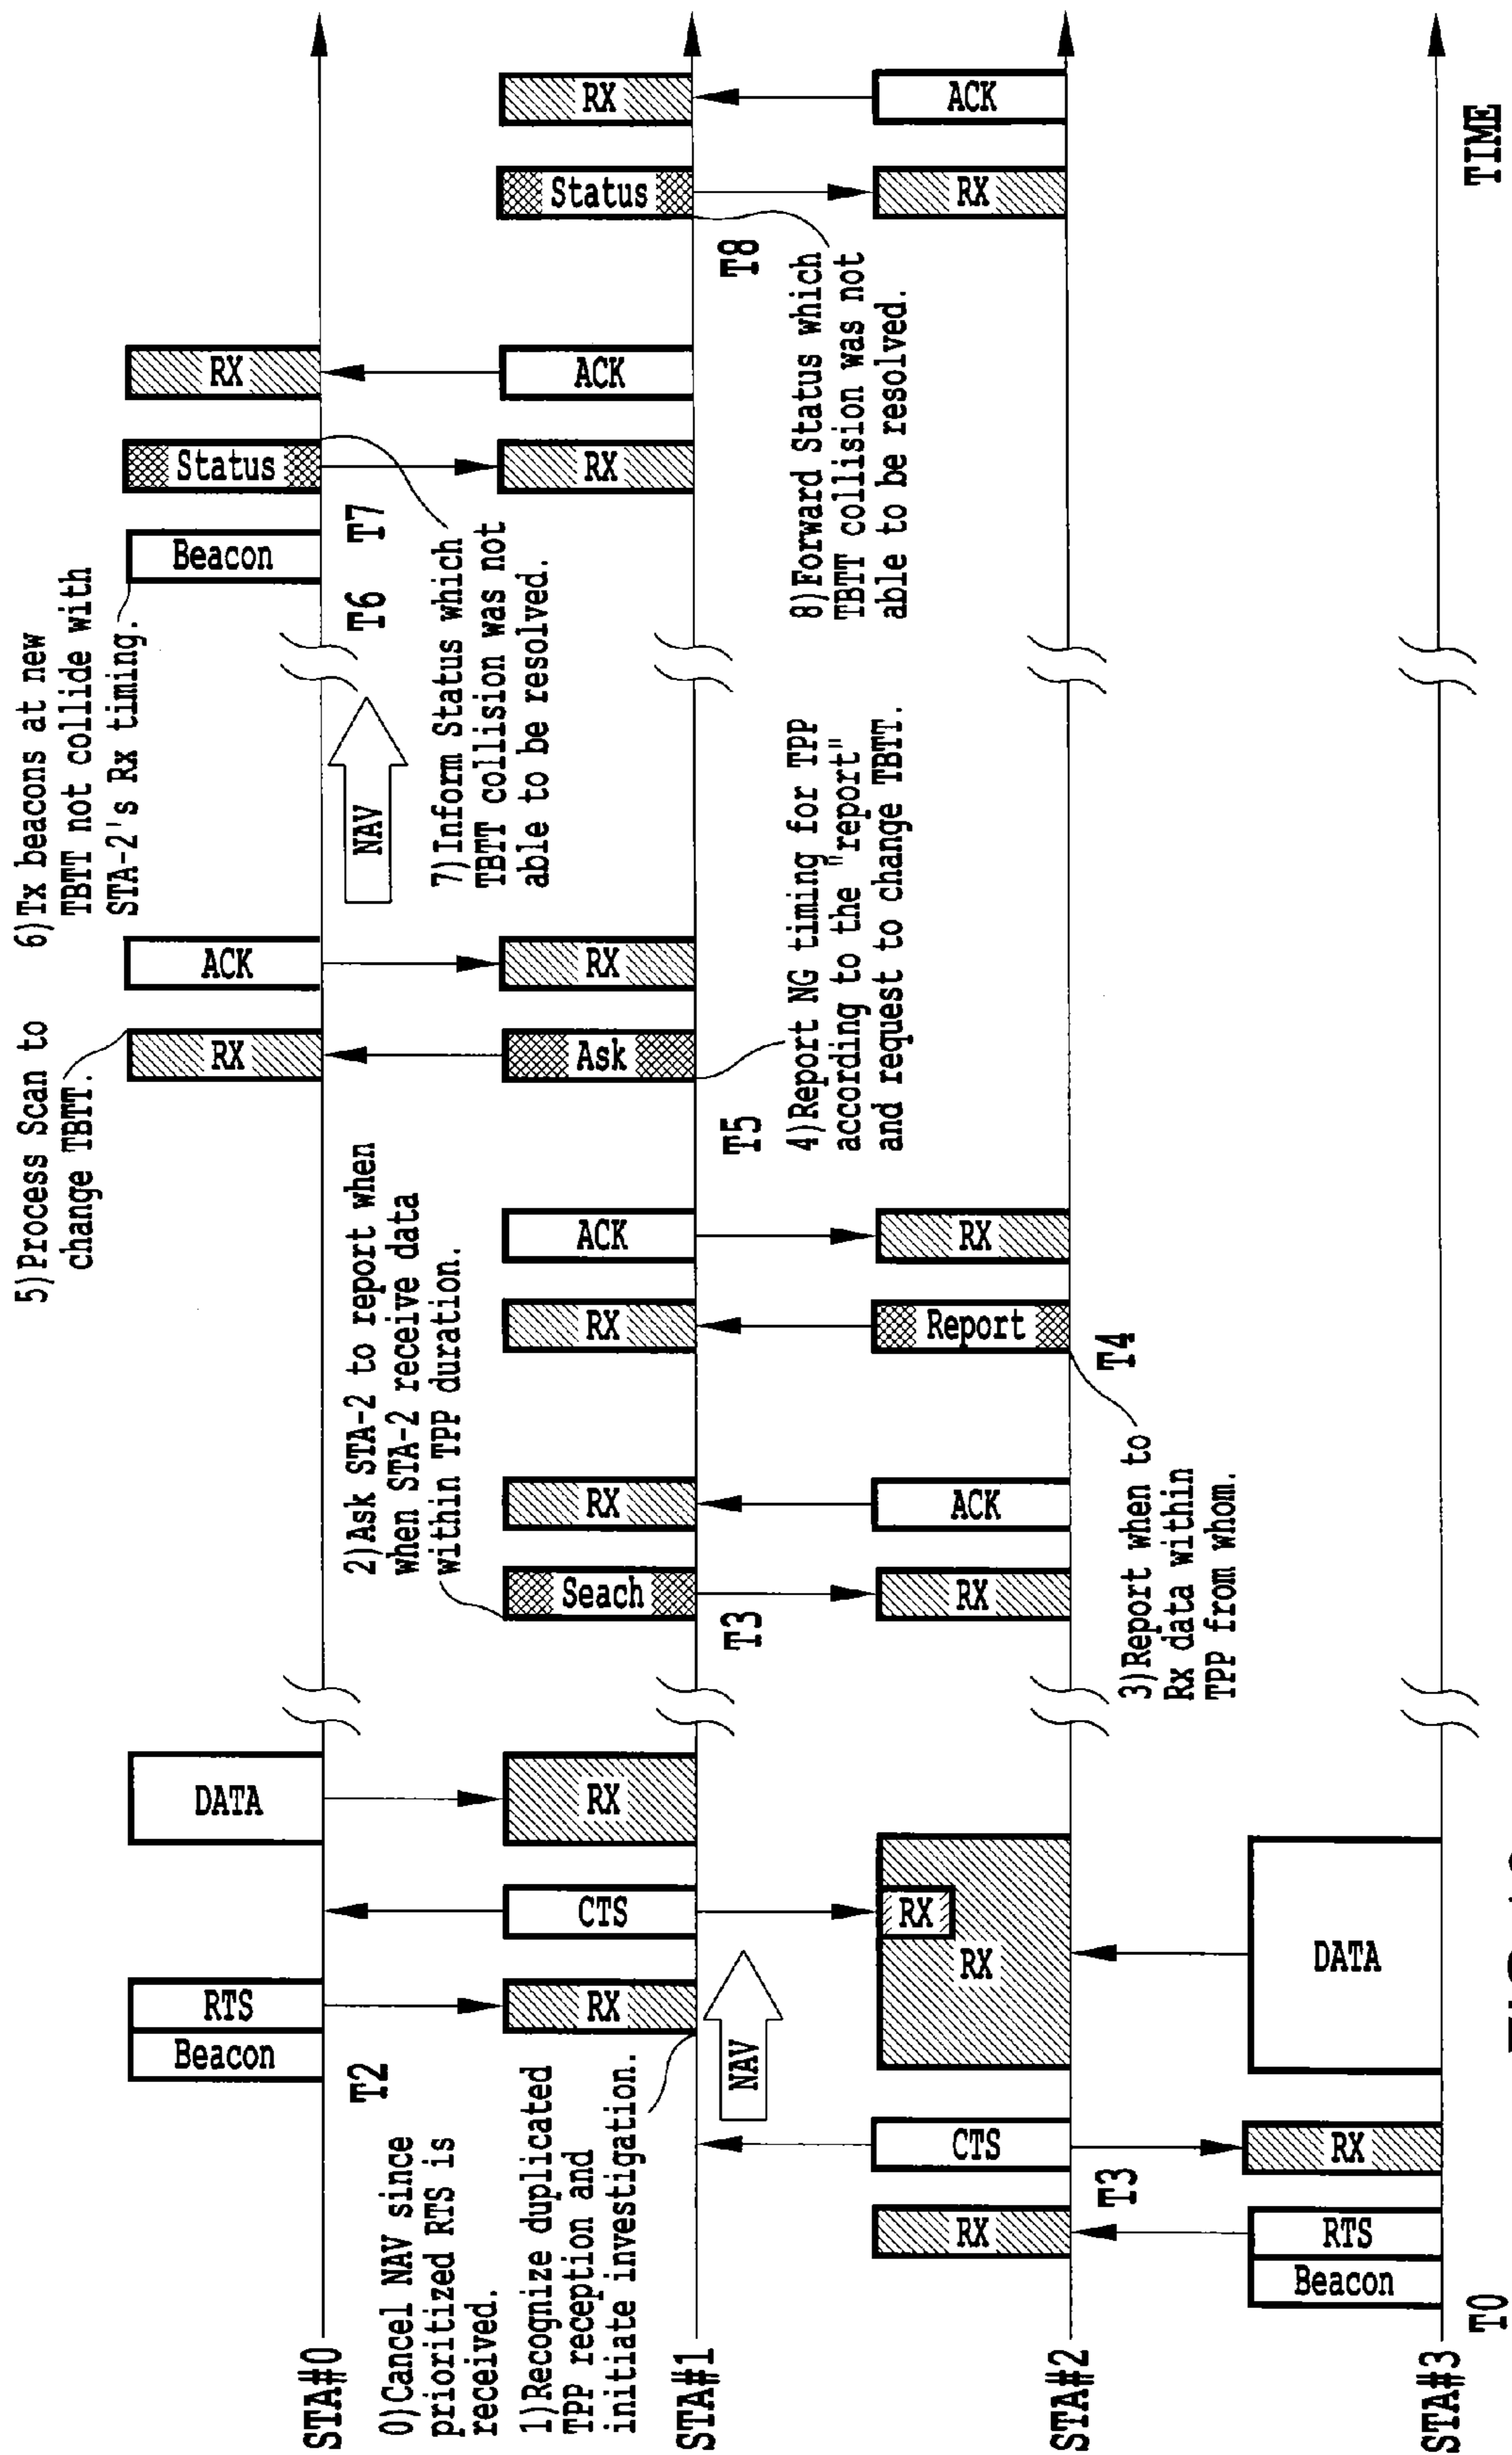 5)Process Scan to
change TBTT.
6)Tx beacons at new
TBTT not collide with
STA-2's Rx timing.
Beacon
RTS
DATA
RX
ACK
Beacon
Status
RX
STA#0
T2
NAV
T6
T7
0)Cancel NAV since
prioritized RTS is
received.
1)Recognize duplicated
TPP reception and
initiate investigation.
2)Ask STA-2 to report when
when STA-2 receive data
within TPP duration.
7)Inform Status which
TBTT collision was not
able to be resolved.
RX
CTS
RX
Seach
RX
RX
ACK
Ask
RX
RX
ACK
Status
RX
STA#1
NAV
T3
T5
T8
4)Report NG timing for TPP
according to the "report"
and request to change TBTT.
8)Forward Status which
TBTT collision was not
able to be resolved.
RX
CTS
RX
RX
RX
ACK
Report
RX
RX
ACK
STA#2
T3
T4
3)Report when to
Rx data within
TPP from whom.
Beacon
RTS
RX
DATA
STA#3
T0
TIME